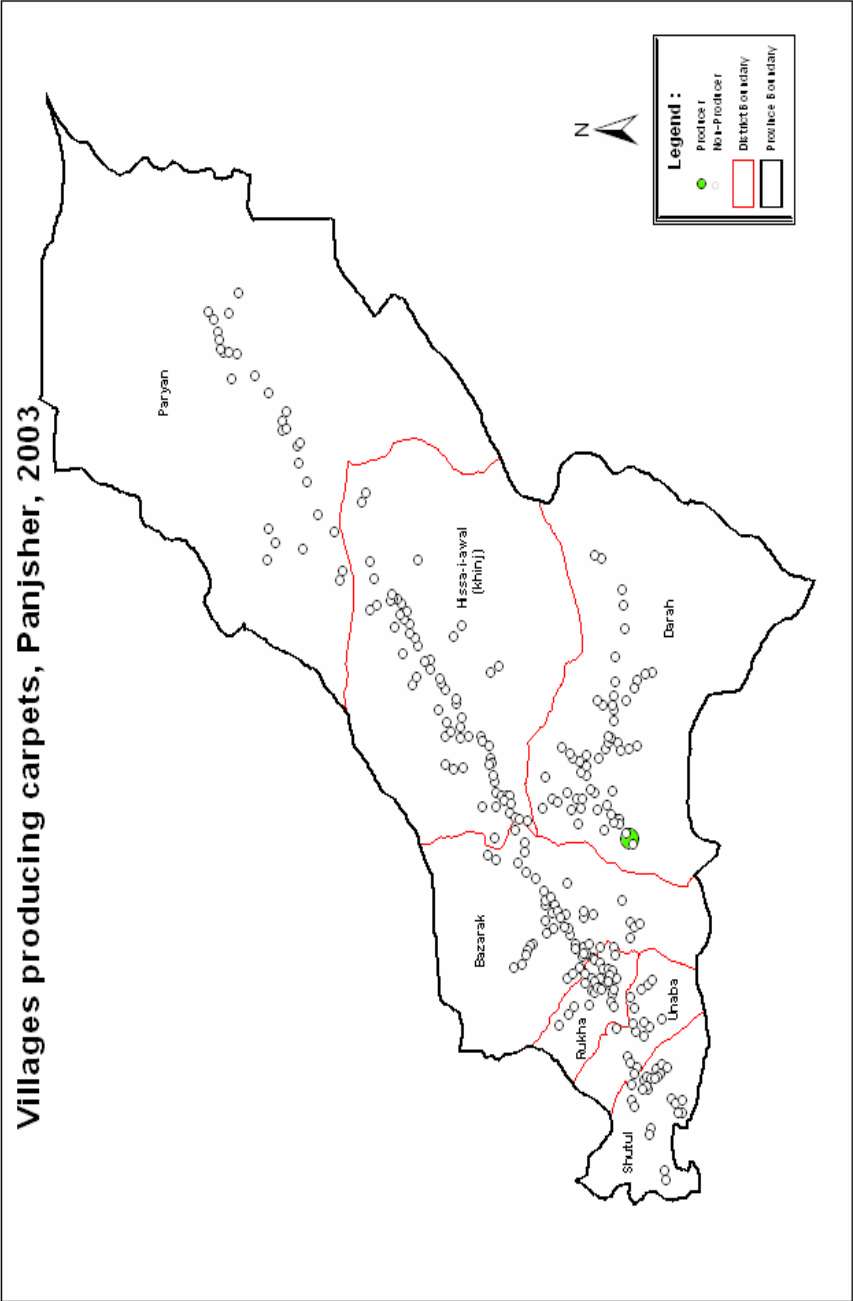 Villages producing carpets, Panjsher, 2003
Paryan
Hissa-i-awal
(khinj)
Darah
Bazarak
Rukha
Unaba
Shutul
N
Legend :
Producer
Non-Producer
District Boundary
Province Boundary